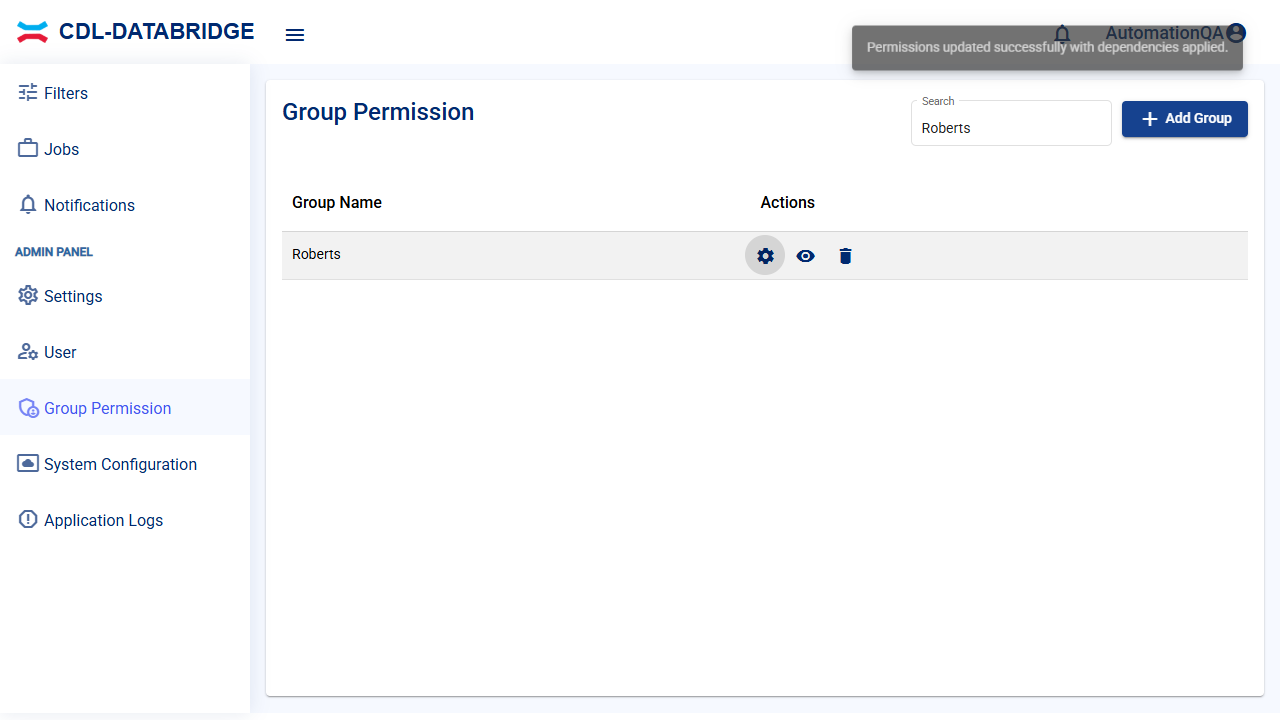 CDL-DATABRIDGE
AutomationQA
Permissions updated successfully with dependencies applied.
Filters
Jobs
Notifications
ADMIN PANEL
Settings
User
Group Permission
System Configuration
Application Logs
Group Permission
Search
Roberts
Add Group
Group Name
Actions
Roberts